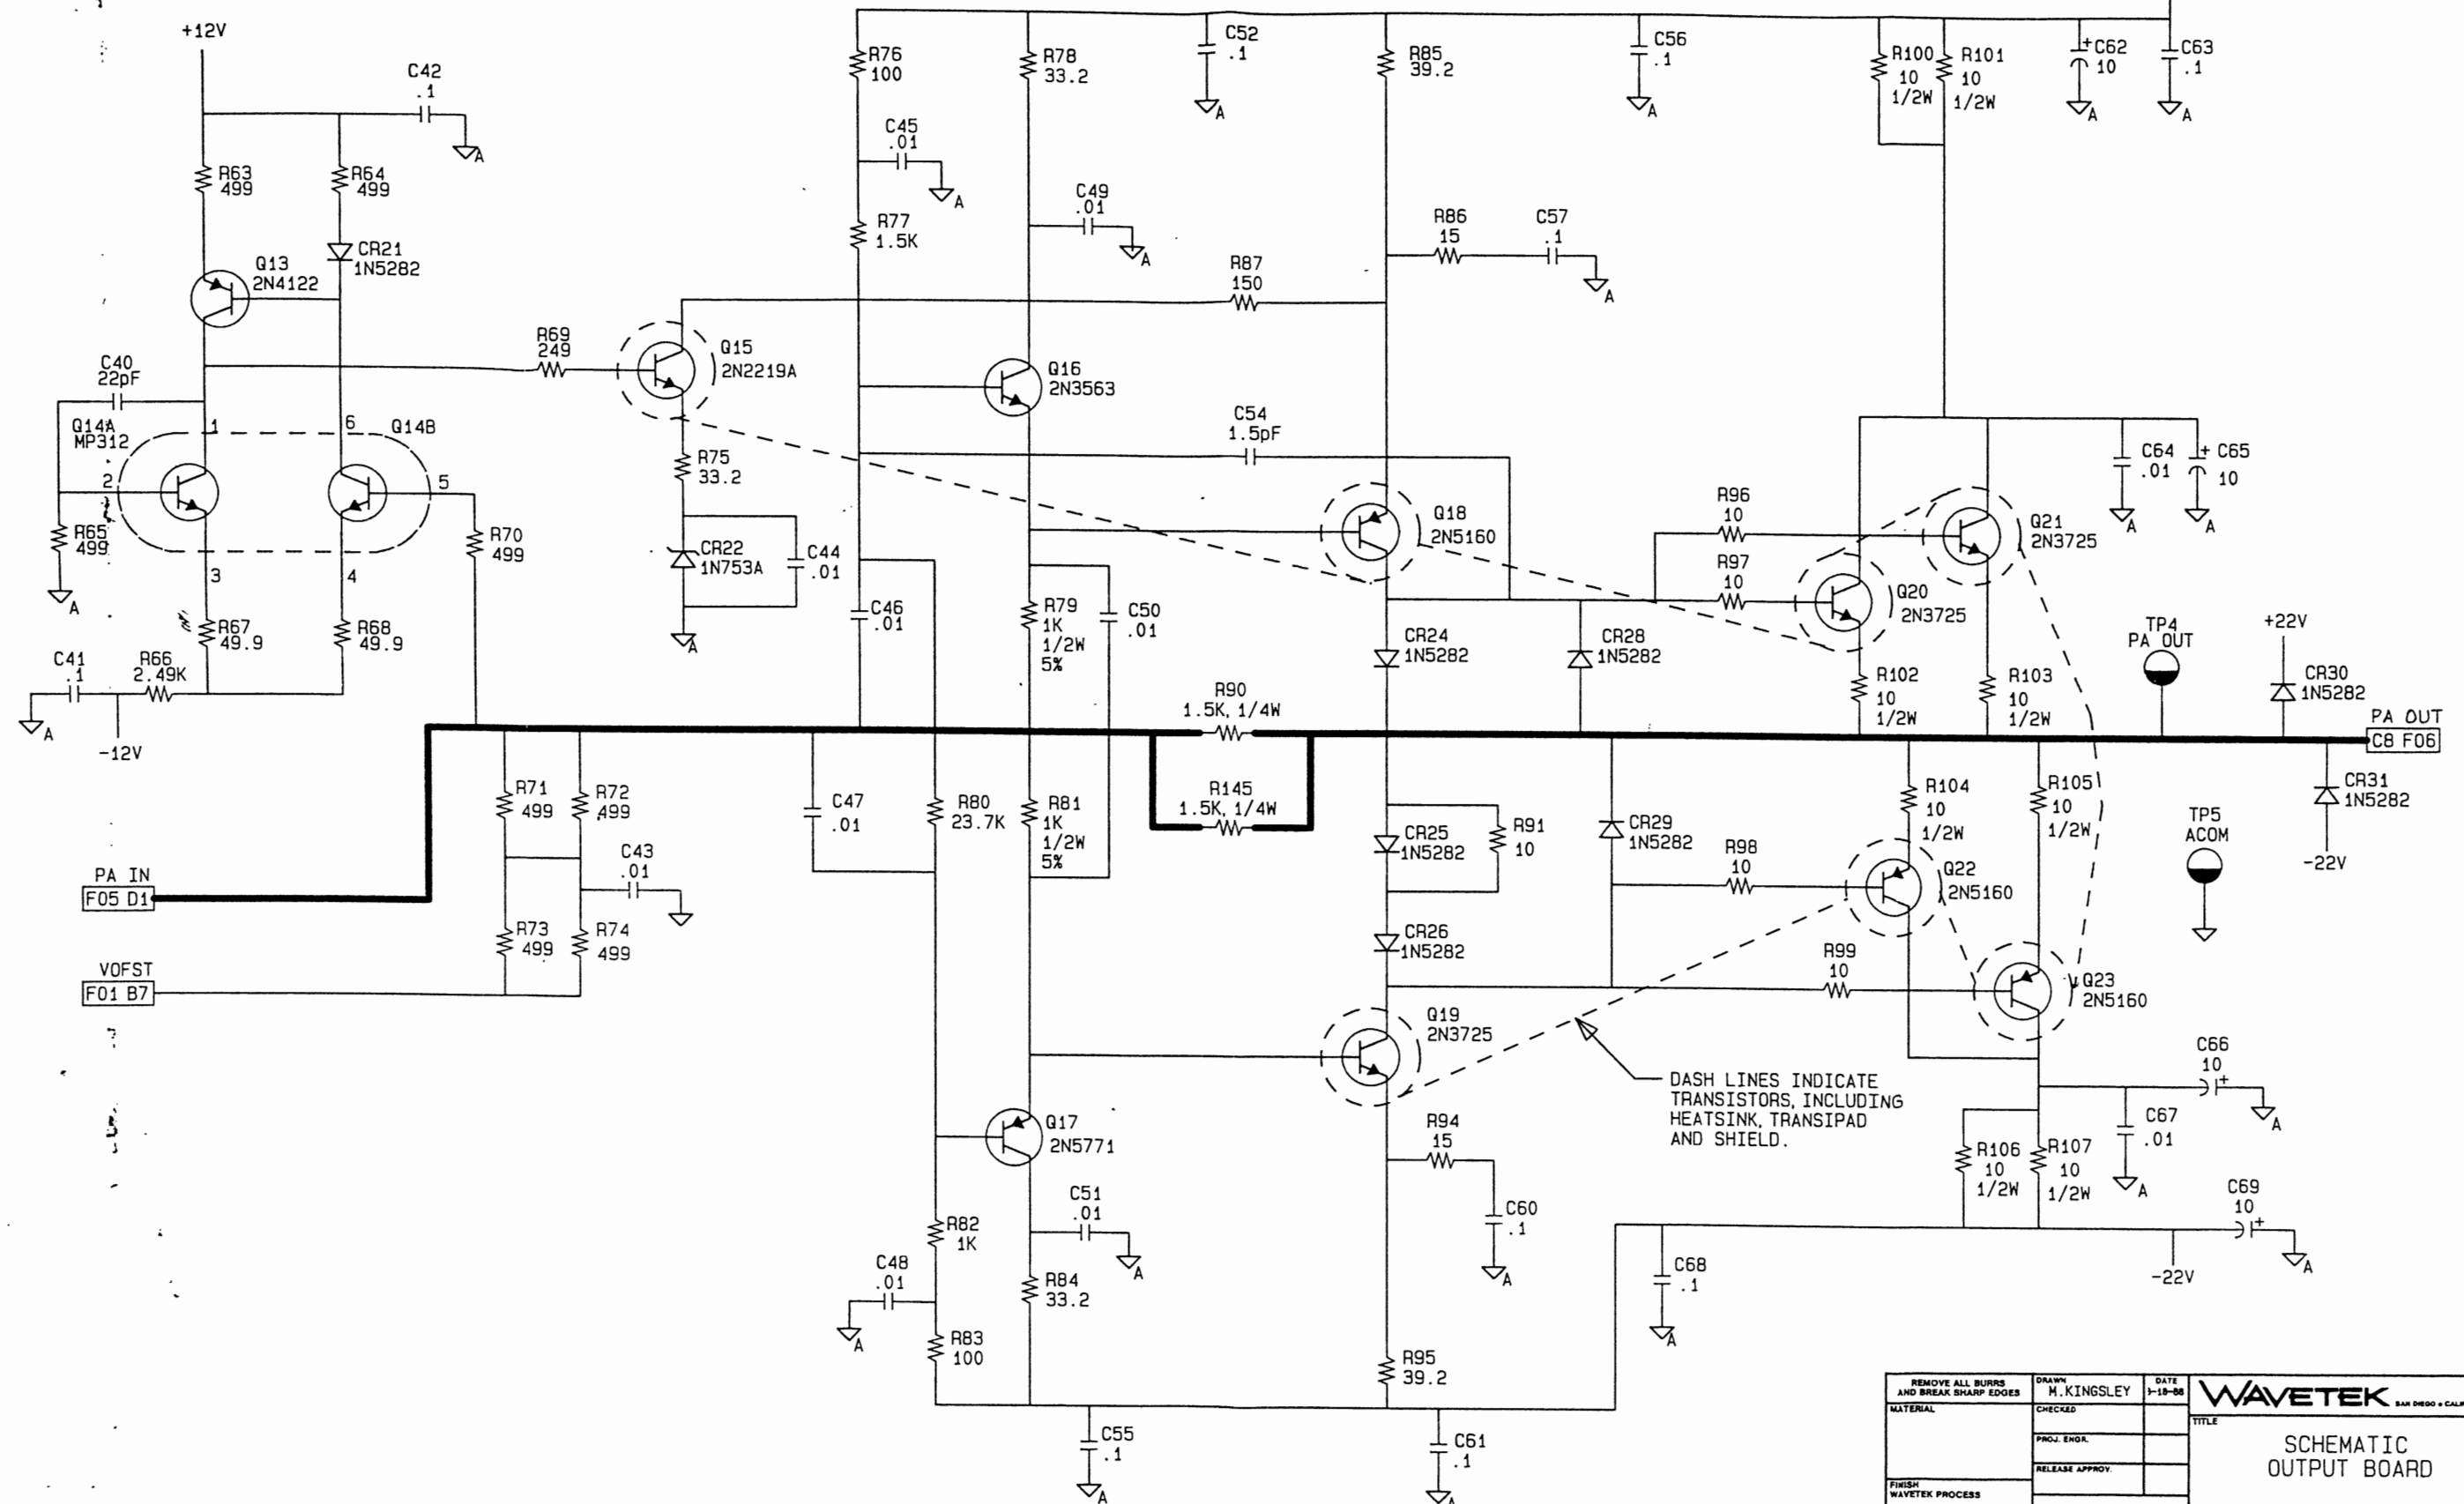 +12V
C42
.1
R63
499
R64
499
CR21
1N5282
Q13
2N4122
C40
22pF
Q14A
MP312
1
6
Q14B
2
5
R65
499
R70
499
3
4
R67
49.9
R68
49.9
C41
.1
R66
2.49K
-12V
A
A
A
R69
249
Q15
2N2219A
R75
33.2
CR22
1N753A
C44
.01
A
R76
100
C45
.01
A
R77
1.5K
R78
33.2
C49
.01
A
Q16
2N3563
C46
.01
R79
1K
1/2W
5%
C50
.01
C52
.1
A
R85
39.2
R86
15
C57
.1
A
R87
150
C54
1.5pF
Q18
2N5160
CR24
1N5282
CR28
1N5282
C56
.1
A
R100
10
1/2W
R101
10
1/2W
C62
10
+
A
C63
.1
A
C64
.01
A
+
C65
10
A
R96
10
R97
10
Q21
2N3725
Q20
2N3725
R102
10
1/2W
R103
10
1/2W
TP4
PA OUT
+22V
CR30
1N5282
PA OUT
C8 F06
CR31
1N5282
-22V
TP5
ACOM
R90
1.5K, 1/4W
R145
1.5K, 1/4W
R71
499
R72
499
C43
.01
R73
499
R74
499
PA IN
F05 D1
VOFST
F01 B7
C47
.01
R80
23.7K
R81
1K
1/2W
5%
CR25
1N5282
R91
10
CR26
1N5282
CR29
1N5282
R98
10
R99
10
R104
10
1/2W
R105
10
1/2W
Q22
2N5160
Q23
2N5160
Q19
2N3725
DASH LINES INDICATE
TRANSISTORS, INCLUDING
HEATSINK, TRANSIPAD
AND SHIELD.
Q17
2N5771
C51
.01
A
R82
1K
C48
.01
A
R84
33.2
R83
100
R94
15
C60
.1
A
R95
39.2
C55
.1
A
C61
.1
A
C68
.1
A
R106
10
1/2W
R107
10
1/2W
C66
10
+
A
C67
.01
A
C69
10
+
A
-22V
REMOVE ALL BURRS
AND BREAK SHARP EDGES
DRAWN
M.KINGSLEY
DATE
WAVETEK
SAN DIEGO
MATERIAL
CHECKED
TITLE
PROJ. ENGR.
SCHEMATIC
OUTPUT BOARD
RELEASE APPROV.
FINISH
WAVETEK PROCESS